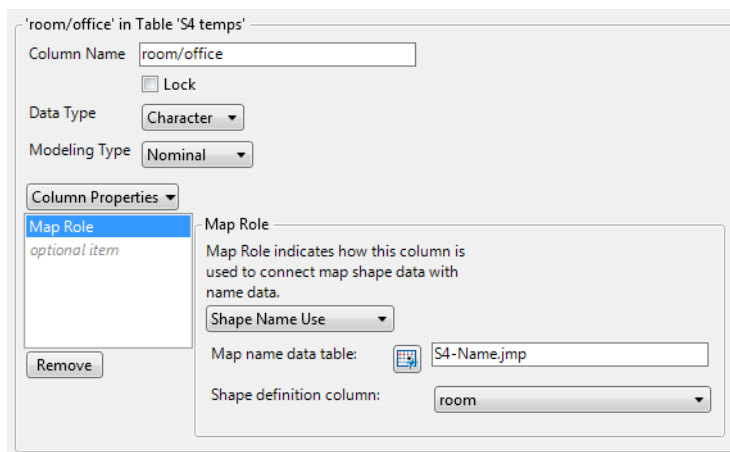 'room/office' in Table 'S4 temps'
Column Name room/office
Lock
Data Type Character
Modeling Type Nominal
Column Properties
Map Role
optional item
Remove
Map Role
Map Role indicates how this column is
used to connect map shape data with
name data.
Shape Name Use
Map name data table: S4-Name.jmp
Shape definition column: room